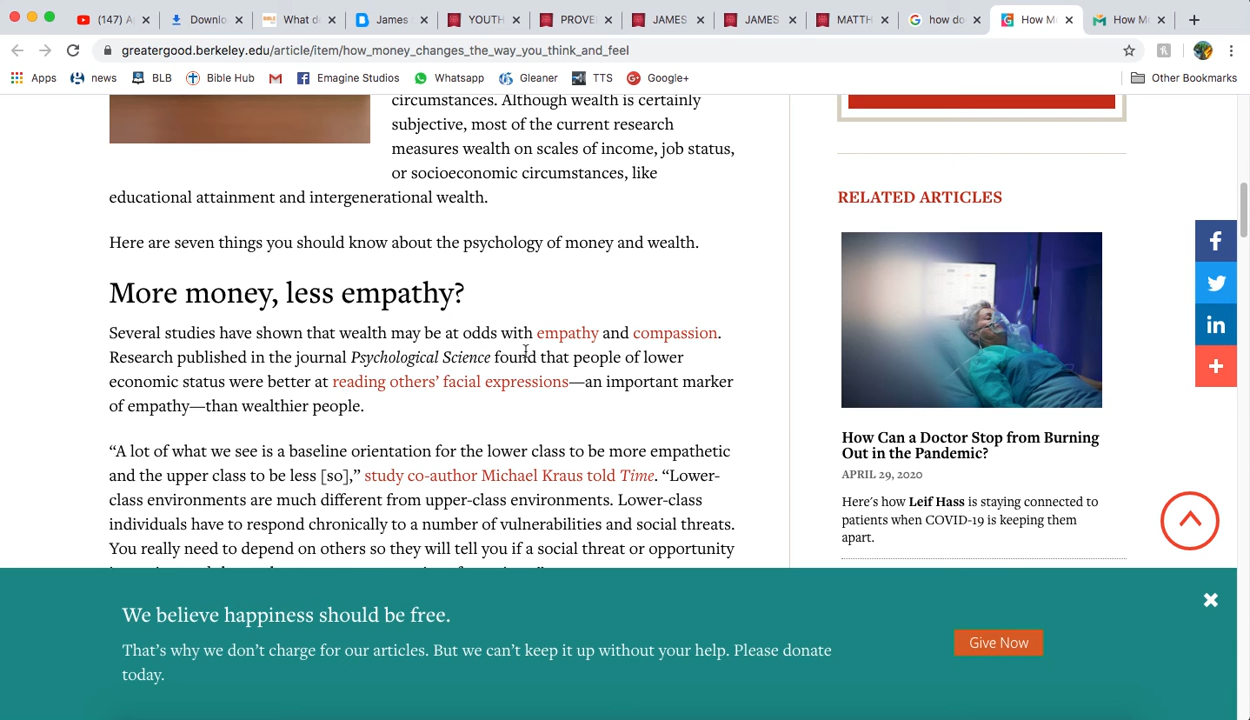 (147) A
Downlo
What d
James
YOUTH
PROVE
JAMES
JAMES
MATTH
how do
How M
How M
greatergood.berkeley.edu/article/item/how_money_changes_the_way_you_think_and_feel
Apps
news
BLB
Bible Hub
Emagine Studios
Whatsapp
Gleaner
TTS
Google+
Other Bookmarks
circumstances. Although wealth is certainly
subjective, most of the current research
measures wealth on scales of income, job status,
or socioeconomic circumstances, like
educational attainment and intergenerational wealth.
Here are seven things you should know about the psychology of money and wealth.
More money, less empathy?
Several studies have shown that wealth may be at odds with empathy and compassion.
Research published in the journal Psychological Science found that people of lower
economic status were better at reading others’ facial expressions—an important marker
of empathy—than wealthier people.
“A lot of what we see is a baseline orientation for the lower class to be more empathetic
and the upper class to be less [so],” study co-author Michael Kraus told Time. “Lower-
class environments are much different from upper-class environments. Lower-class
individuals have to respond chronically to a number of vulnerabilities and social threats.
You really need to depend on others so they will tell you if a social threat or opportunity
RELATED ARTICLES
How Can a Doctor Stop from Burning
Out in the Pandemic?
APRIL 29, 2020
Here's how Leif Hass is staying connected to
patients when COVID-19 is keeping them
apart.
We believe happiness should be free.
That’s why we don’t charge for our articles. But we can’t keep it up without your help. Please donate
today.
Give Now